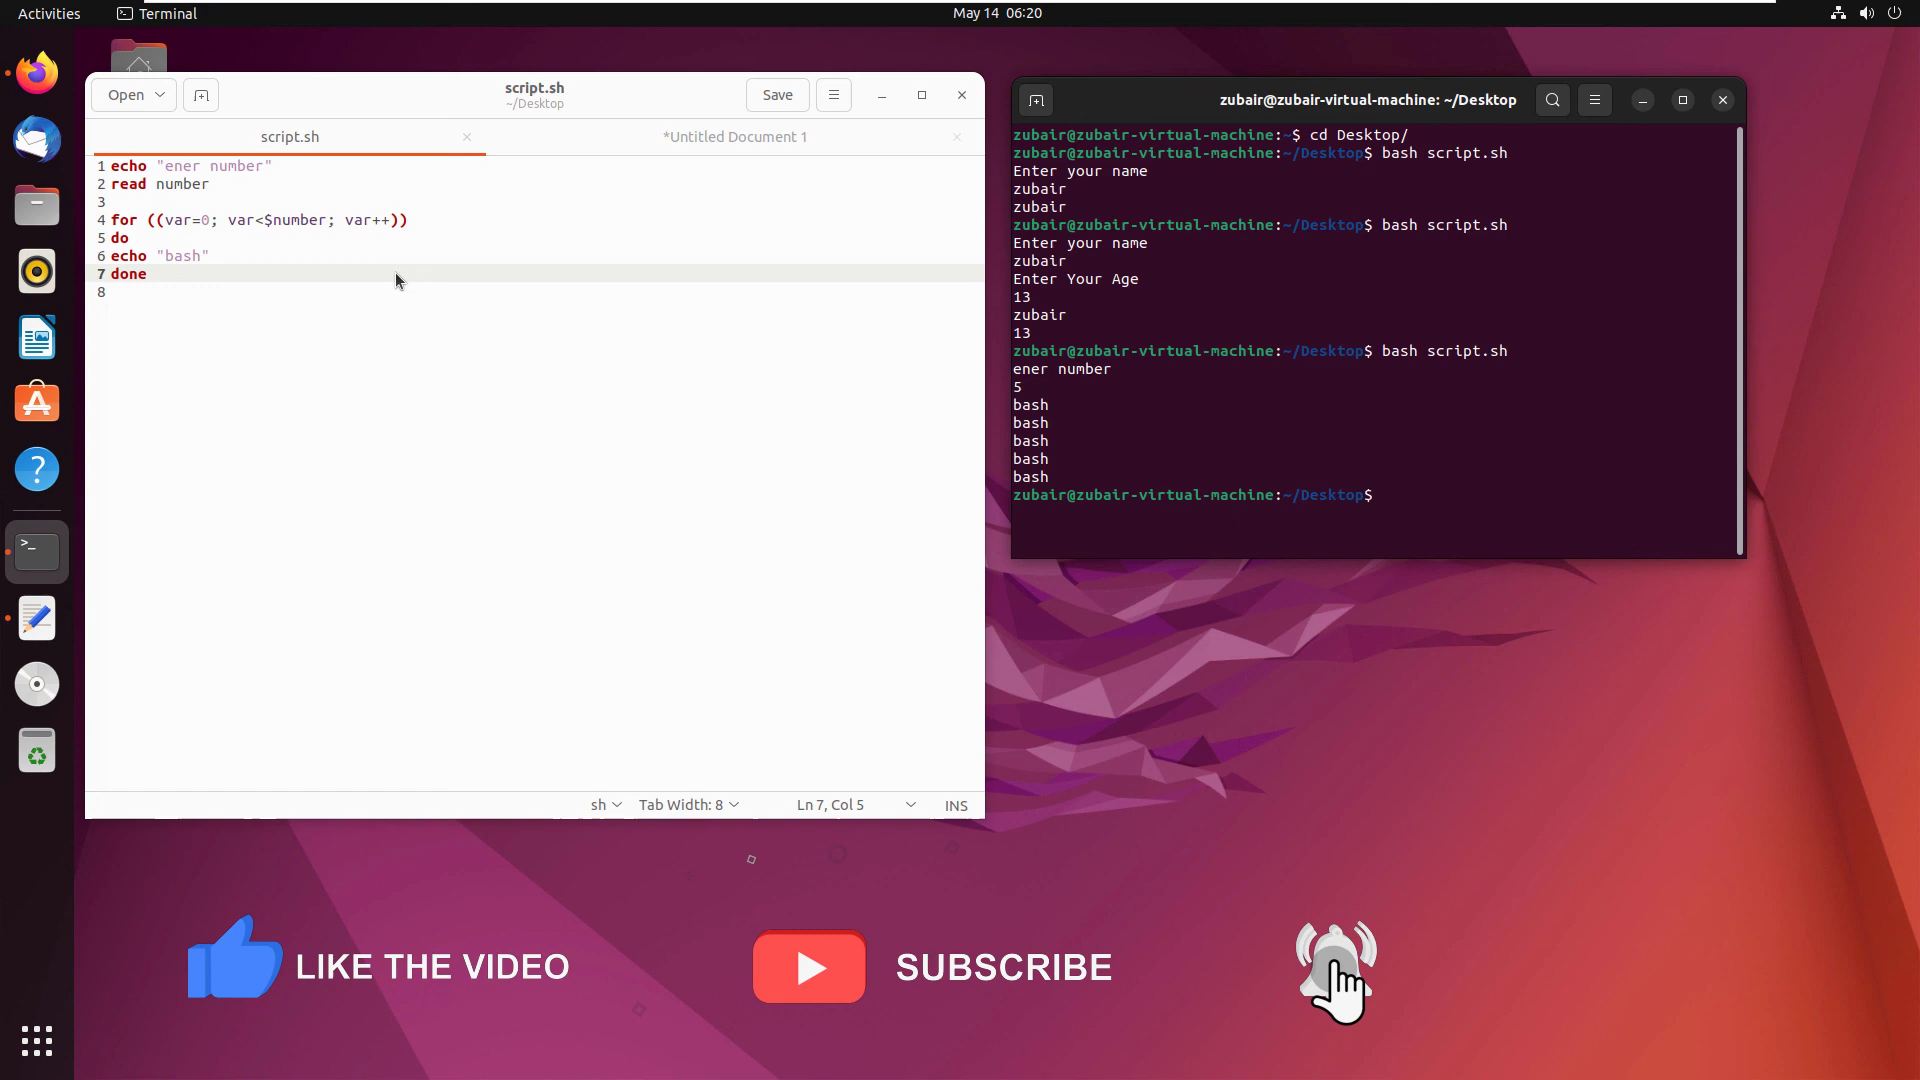 Activities
Terminal
May 14 06:20
Open
script.sh
~/Desktop
Save
script.sh
*Untitled Document 1
1 echo "ener number"
2 read number
3
4 for ((var=0; var<$number; var++))
5 do
6 echo "bash"
7 done
8
sh
Tab Width: 8
Ln 7, Col 5
INS
zubair@zubair-virtual-machine: ~/Desktop
zubair@zubair-virtual-machine:~$ cd Desktop/
zubair@zubair-virtual-machine:~/Desktop$ bash script.sh
Enter your name
zubair
zubair
zubair@zubair-virtual-machine:~/Desktop$ bash script.sh
Enter your name
zubair
Enter Your Age
13
zubair
13
zubair@zubair-virtual-machine:~/Desktop$ bash script.sh
ener number
5
bash
bash
bash
bash
bash
zubair@zubair-virtual-machine:~/Desktop$
LIKE THE VIDEO
SUBSCRIBE